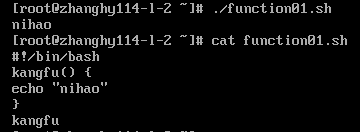 [root@zhanghy114-l-2 ~]# ./function01.sh
nihao
[root@zhanghy114-l-2 ~]# cat function01.sh
#!/bin/bash
kangfu() {
echo "nihao"
}
kangfu